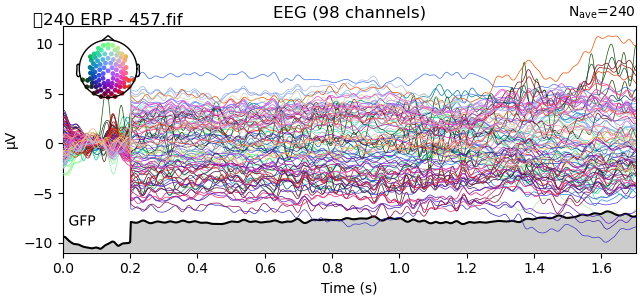 240 ERP - 457.fif
EEG (98 channels)
Nave=240
10
5
0
−5
−10
µV
GFP
0.0 0.2 0.4 0.6 0.8 1.0 1.2 1.4 1.6
Time (s)